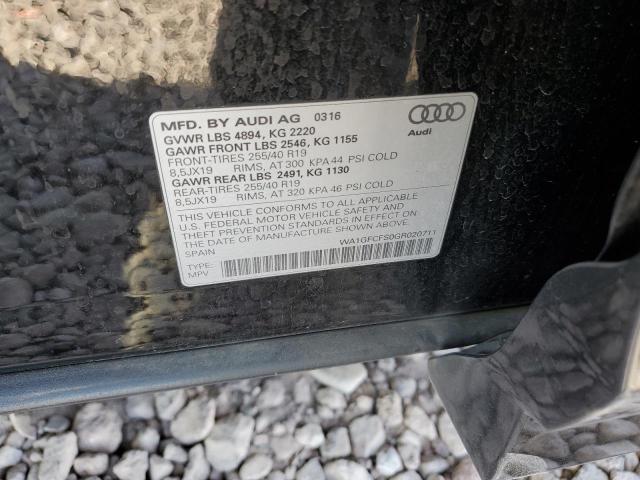 MFD. BY AUDI AG 0316
GVWR LBS 4894, KG 2220
GAWR FRONT LBS 2546, KG 1155
FRONT-TIRES 255/40 R19
8,5JX19 RIMS, AT 300 KPA 44 PSI COLD
GAWR REAR LBS 2491, KG 1130
REAR-TIRES 255/40 R19
8,5JX19 RIMS, AT 320 KPA 46 PSI COLD
THIS VEHICLE CONFORMS TO ALL APPLICABLE
U.S. FEDERAL MOTOR VEHICLE SAFETY AND
THEFT PREVENTION STANDARDS IN EFFECT ON
THE DATE OF MANUFACTURE SHOWN ABOVE.
SPAIN
WA1GFCFS0GR020711
TYPE:
MPV
Audi